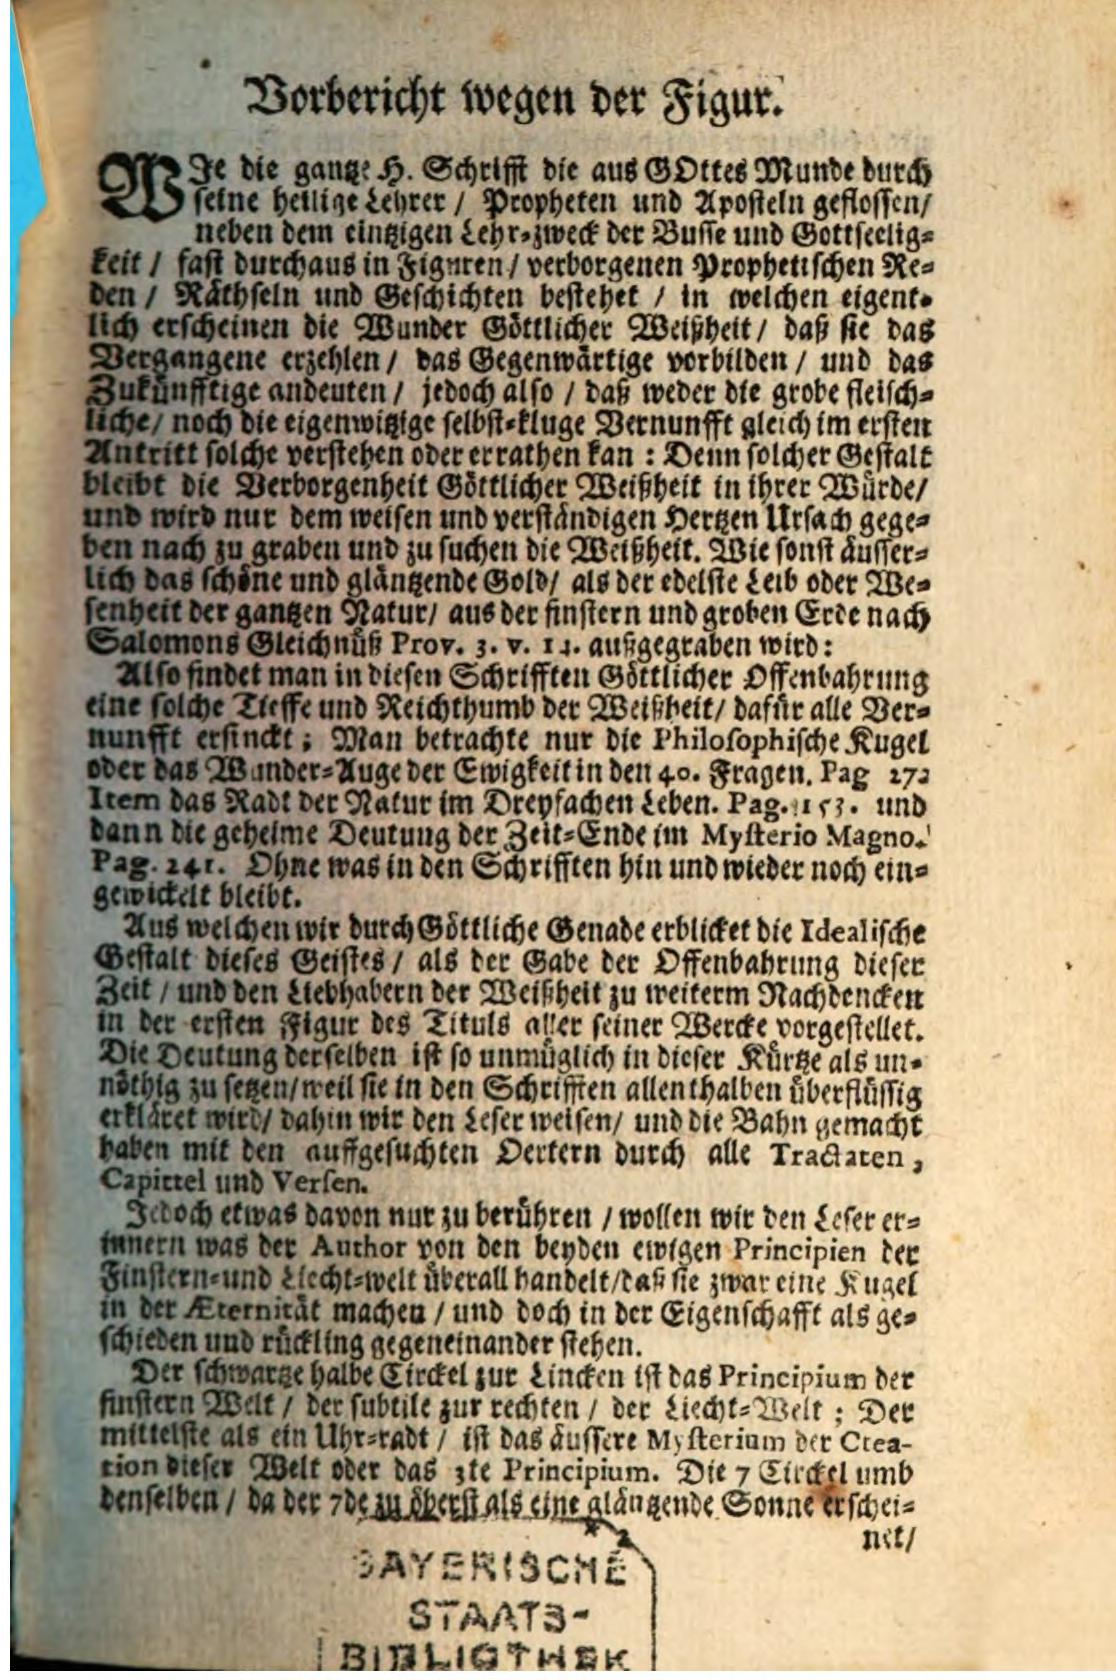 Vorbericht wegen der Figur.
WJe die gantze H. Schrifft die aus GOttes Munde durch
seine heilige Lehrer / Propheten und Aposteln geflossen/
neben dem eintzigen Lehr-zweck der Busse und Gottseelig-
keit / fast durchaus in Figuren / verborgenen Prophetischen Re-
den / Räthseln und Geschichten bestehet / in welchen eigent-
lich erscheinen die Wunder Göttlicher Weißheit / daß sie das
Vergangene erzehlen / das Gegenwärtige vorbilden / und das
Zukünfftige andeuten / jedoch also / daß weder die grobe fleisch-
liche/ noch die eigenwitzige selbst-kluge Vernunfft gleich im ersten
Antritt solche verstehen oder errathen kan : Denn solcher Gestalt
bleibt die Verborgenheit Göttlicher Weißheit in ihrer Würde/
und wird nur dem weisen und verständigen Hertzen Ursach gege-
ben nach zu graben und zu suchen die Weißheit. Wie sonst äusser-
lich das schöne und gläntzende Gold/ als der edelste Leib oder We-
senheit der gantzen Natur/ aus der finstern und groben Erde nach
Salomons Gleichnüß Prov. 3. v. 14. außgegraben wird :
Also findet man in diesen Schrifften Göttlicher Offenbahrung
eine solche Tieffe und Reichthumb der Weißheit/ dafür alle Ver-
nunfft ersinckt ; Man betrachte nur die Philosophische Kugel
oder das Wunder-Auge der Ewigkeit in den 40. Fragen. Pag 272
Item das Radt der Natur im Dreyfachen Leben. Pag. 153. und
dann die geheime Deutung der Zeit-Ende im Mysterio Magno.
Pag. 241. Ohne was in den Schrifften hin und wieder noch ein-
gewickelt bleibt.
Aus welchen wir durch Göttliche Genade erblicket die Idealische
Gestalt dieses Geistes / als der Gabe der Offenbahrung dieser
Zeit / und den Liebhabern der Weißheit zu weiterm Nachdencken
in der ersten Figur des Tituls aller seiner Wercke vorgestellet.
Die Deutung derselben ist so unmüglich in dieser Kürtze als un-
nöthig zu setzen/weil sie in den Schrifften allenthalben überflüssig
erkläret wird/ dahin wir den Leser weisen/ und die Bahn gemacht
haben mit den auffgesuchten Oertern durch alle Tractaten ,
Capittel und Versen.
Jedoch etwas davon nur zu berühren / wollen wir den Leser er-
innern was der Author von den beyden ewigen Principien der
Finstern-und Liecht-welt überall handelt/daß sie zwar eine Kugel
in der Æternität machen / und doch in der Eigenschafft als ge-
schieden und rückling gegeneinander stehen.
Der schwartze halbe Circkel zur Lincken ist das Principium der
finstern Welt / der subtile zur rechten / der Liecht-Welt ; Der
mittelste als ein Uhr-radt / ist das äussere Mysterium der Crea-
tion dieser Welt oder das 3te Principium. Die 7 Circkel umb
denselben / da der 7de zu öberst als eine gläntzende Sonne erschei-
* 2
net/
BAYERISCHE
STAATS-
BIBLIOTHEK